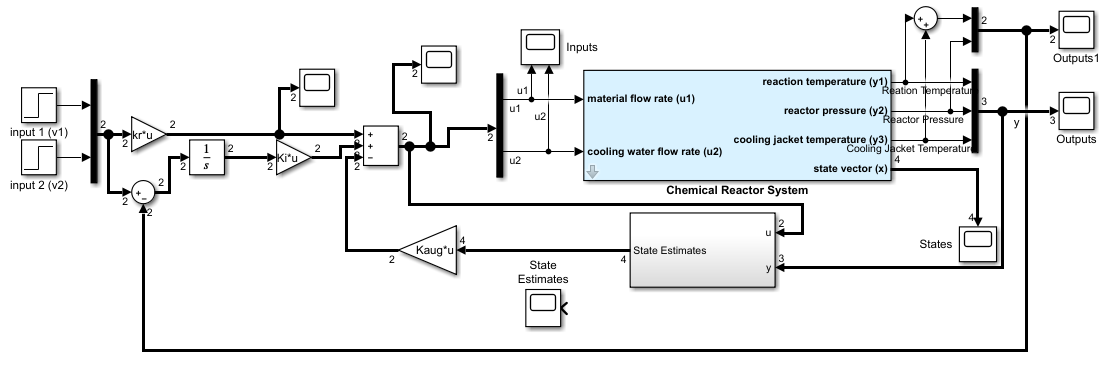 2
Outputs1
2
Inputs
2
2
reaction temperature (y1)
Reation Temperature
u1
u1
material flow rate (u1)
3
2
input 1 (v1)
2
kr*u
2
2
u2
reactor pressure (y2)
Reactor Pressure
y
3
Outputs
2
cooling jacket temperature (y3)
Cooling Jacket Temperature
input 2 (v2)
2
1
s
2
2
Ki*u
2
2
u2
cooling water flow rate (u2)
4
state vector (x)
2
2
2
Chemical Reactor System
2
4
States
2
u
Kaug*u
4
State Estimates
2
4
y
3
State
Estimates